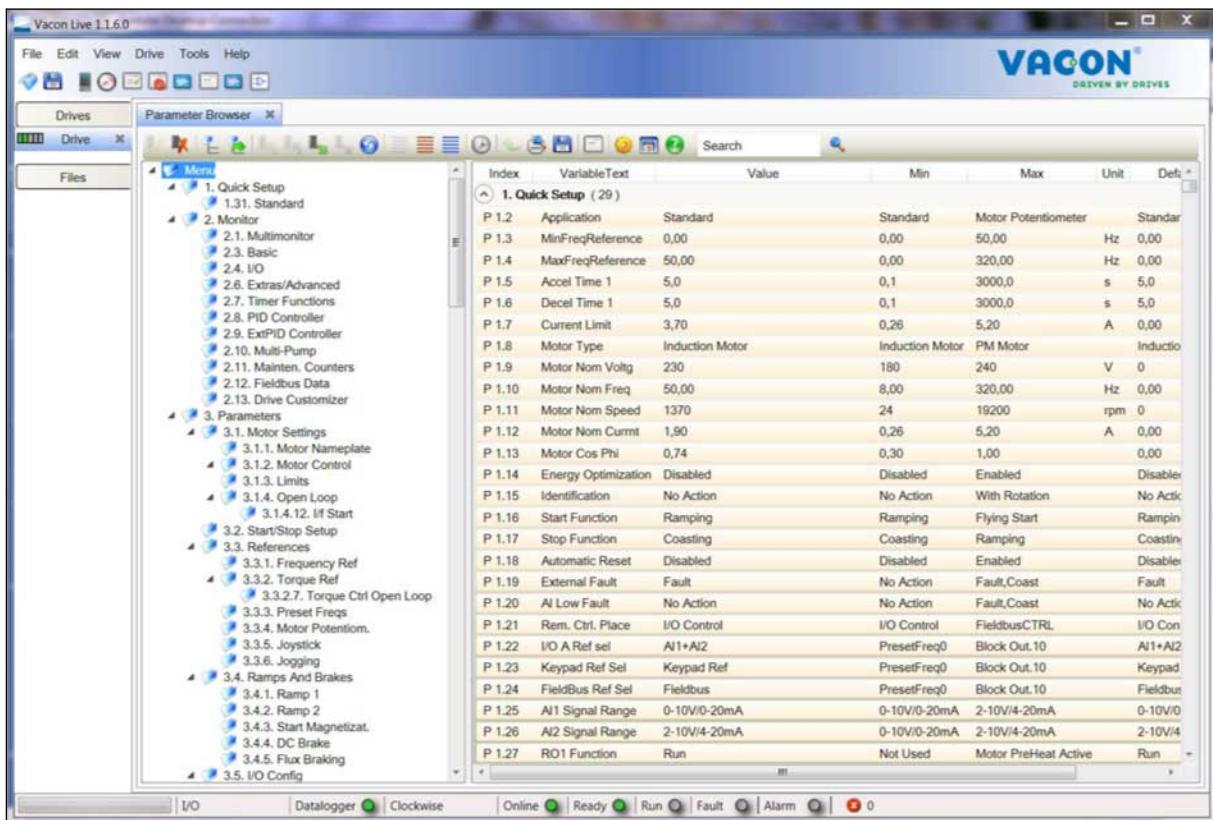 Vacon Live 1.1.6.0
File Edit View Drive Tools Help
VACON®
DRIVEN BY DRIVES
Drives
Drive
Files
Parameter Browser
Search
Menu
1. Quick Setup
1.31. Standard
2. Monitor
2.1. Multimonitor
2.3. Basic
2.4. I/O
2.6. Extras/Advanced
2.7. Timer Functions
2.8. PID Controller
2.9. ExtPID Controller
2.10. Multi-Pump
2.11. Mainten. Counters
2.12. Fieldbus Data
2.13. Drive Customizer
3. Parameters
3.1. Motor Settings
3.1.1. Motor Nameplate
3.1.2. Motor Control
3.1.3. Limits
3.1.4. Open Loop
3.1.4.12. I/f Start
3.2. Start/Stop Setup
3.3. References
3.3.1. Frequency Ref
3.3.2. Torque Ref
3.3.2.7. Torque Ctrl Open Loop
3.3.3. Preset Freqs
3.3.4. Motor Potentiom.
3.3.5. Joystick
3.3.6. Jogging
3.4. Ramps And Brakes
3.4.1. Ramp 1
3.4.2. Ramp 2
3.4.3. Start Magnetizat.
3.4.4. DC Brake
3.4.5. Flux Braking
3.5. I/O Config
Index VariableText Value Min Max Unit Defa
1. Quick Setup ( 29 )
P 1.2 Application Standard Standard Motor Potentiometer Standar
P 1.3 MinFreqReference 0,00 0,00 50,00 Hz 0,00
P 1.4 MaxFreqReference 50,00 0,00 320,00 Hz 0,00
P 1.5 Accel Time 1 5,0 0,1 3000,0 s 5,0
P 1.6 Decel Time 1 5,0 0,1 3000,0 s 5,0
P 1.7 Current Limit 3,70 0,26 5,20 A 0,00
P 1.8 Motor Type Induction Motor Induction Motor PM Motor Inductio
P 1.9 Motor Nom Voltg 230 180 240 V 0
P 1.10 Motor Nom Freq 50,00 8,00 320,00 Hz 0,00
P 1.11 Motor Nom Speed 1370 24 19200 rpm 0
P 1.12 Motor Nom Currnt 1,90 0,26 5,20 A 0,00
P 1.13 Motor Cos Phi 0,74 0,30 1,00 0,00
P 1.14 Energy Optimization Disabled Disabled Enabled Disable
P 1.15 Identification No Action No Action With Rotation No Actic
P 1.16 Start Function Ramping Ramping Flying Start Rampin
P 1.17 Stop Function Coasting Coasting Ramping Coastin
P 1.18 Automatic Reset Disabled Disabled Enabled Disable
P 1.19 External Fault Fault No Action Fault,Coast Fault
P 1.20 AI Low Fault No Action No Action Fault,Coast No Actic
P 1.21 Rem. Ctrl. Place I/O Control I/O Control FieldbusCTRL I/O Con
P 1.22 I/O A Ref sel AI1+AI2 PresetFreq0 Block Out.10 AI1+AI2
P 1.23 Keypad Ref Sel Keypad Ref PresetFreq0 Block Out.10 Keypad
P 1.24 FieldBus Ref Sel Fieldbus PresetFreq0 Block Out.10 Fieldbus
P 1.25 AI1 Signal Range 0-10V/0-20mA 0-10V/0-20mA 2-10V/4-20mA 0-10V/0
P 1.26 AI2 Signal Range 2-10V/4-20mA 0-10V/0-20mA 2-10V/4-20mA 2-10V/4
P 1.27 RO1 Function Run Not Used Motor PreHeat Active Run
I/O Datalogger Clockwise Online Ready Run Fault Alarm 0